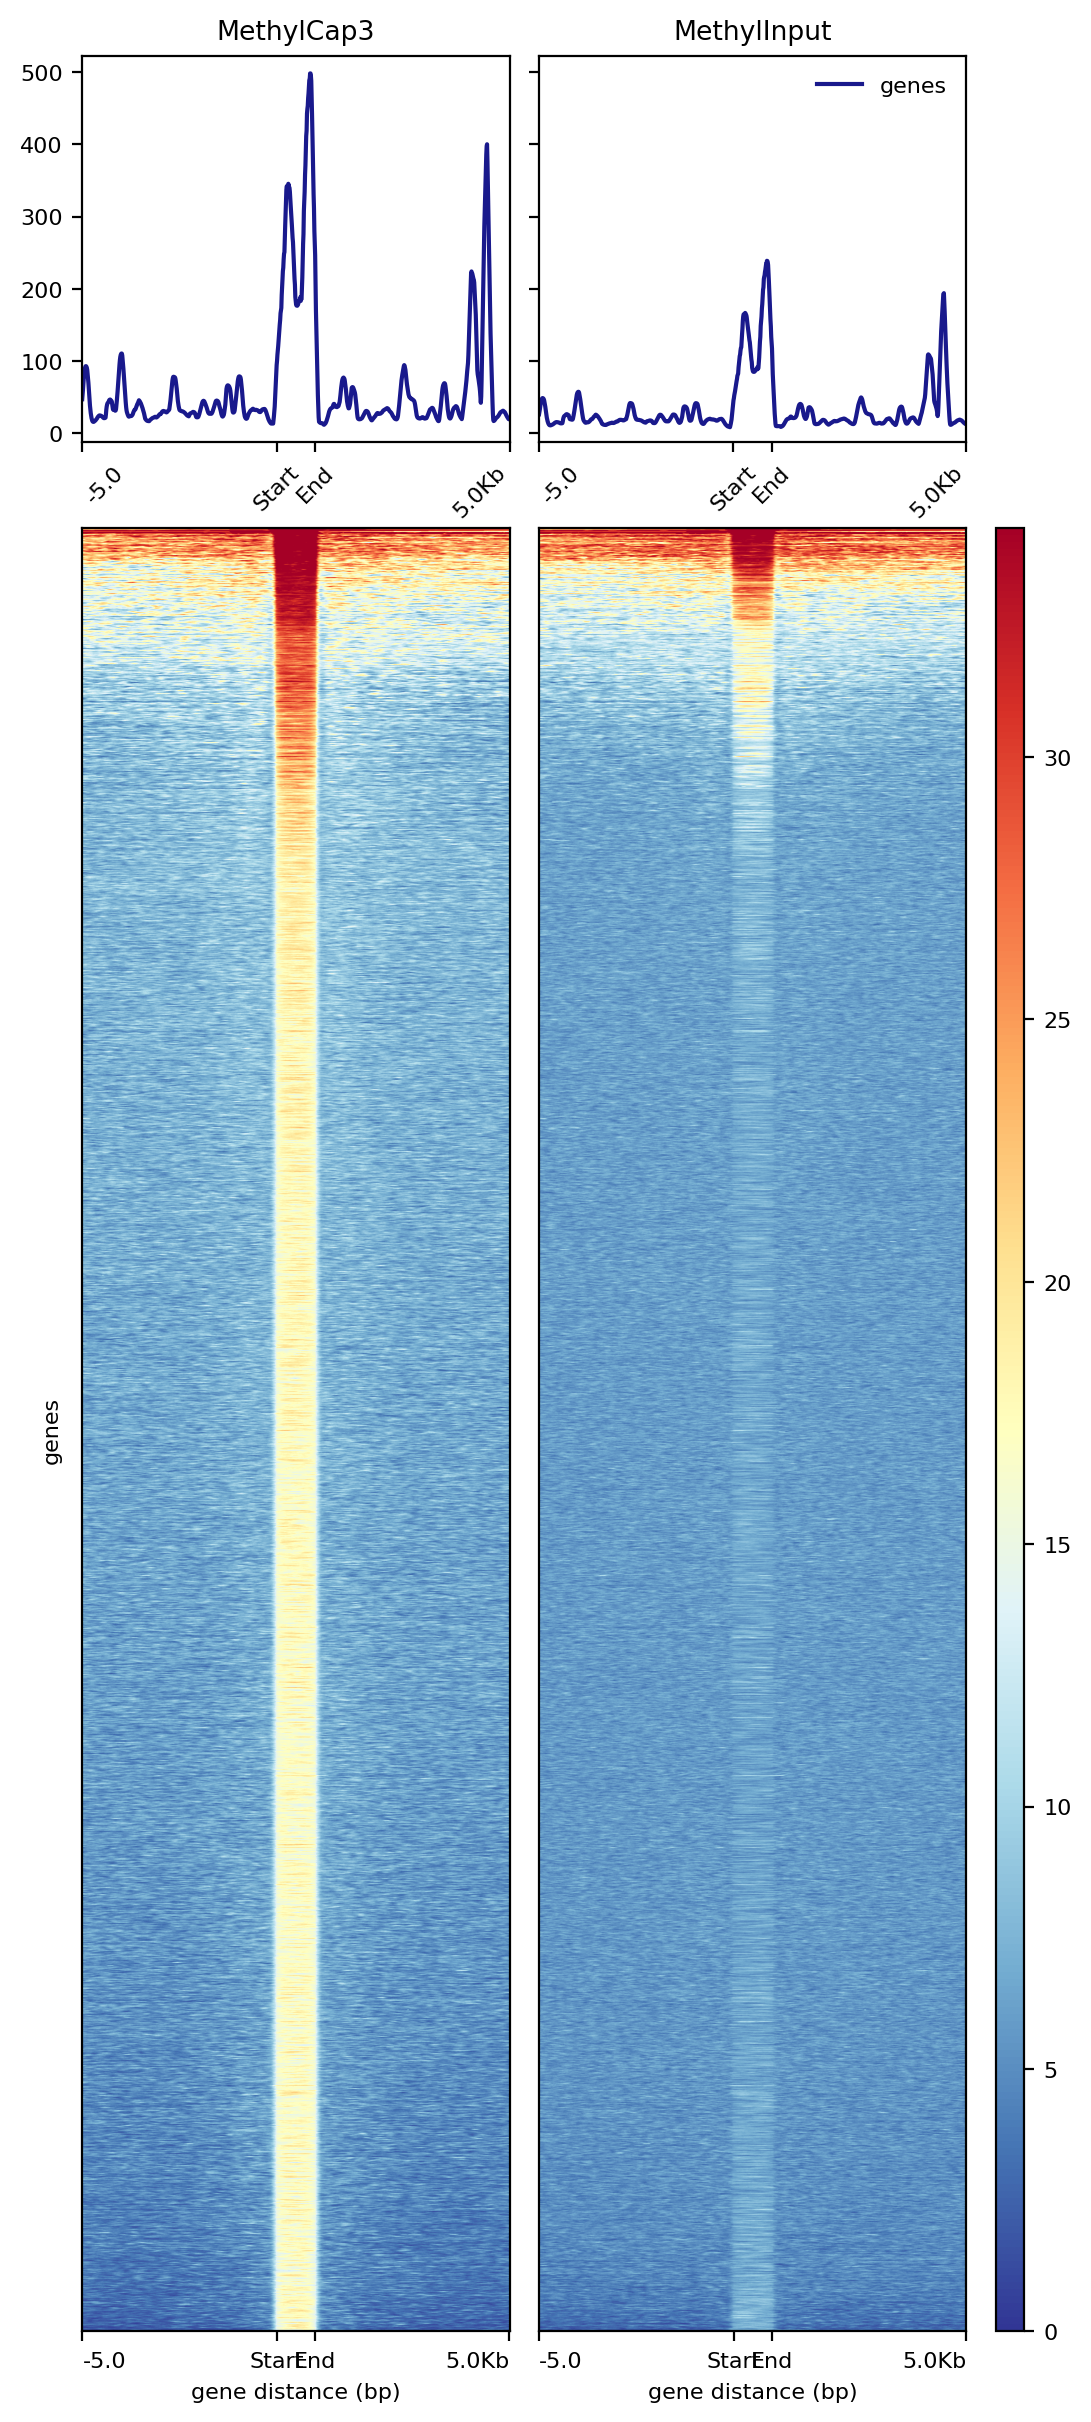 MethylCap3
MethylInput
500
400
300
200
100
0
genes
-5.0
Start
End
5.0Kb
-5.0
Start
End
5.0Kb
genes
30
25
20
15
10
5
0
-5.0
Start
End
5.0Kb
-5.0
Start
End
5.0Kb
gene distance (bp)
gene distance (bp)